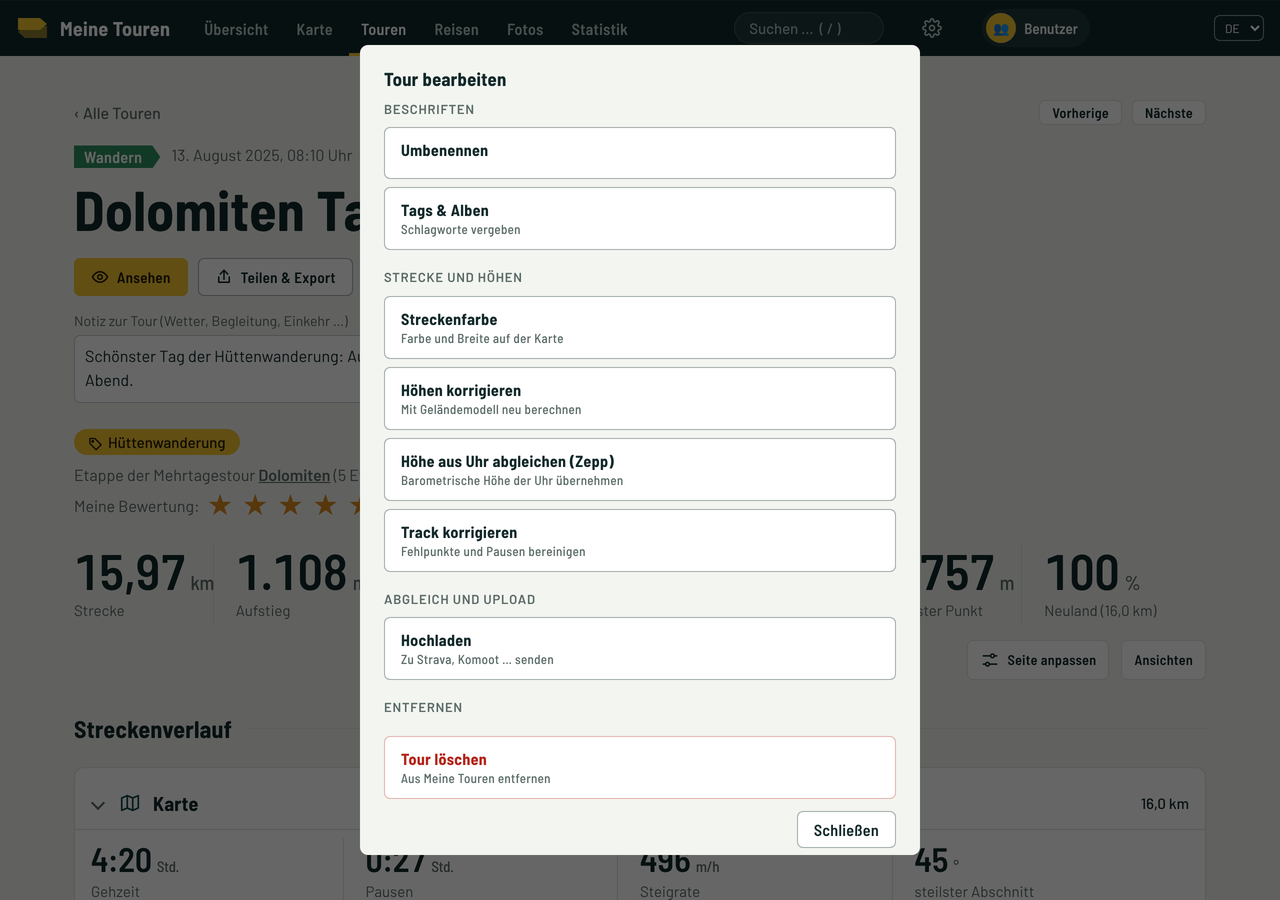 Meine Touren Übersicht Karte Touren Reisen Fotos Statistik Suchen ... ( / ) Benutzer DE
‹ Alle Touren
Vorherige Nächste
Wandern 13. August 2025, 08:10 Uhr
Dolomiten Ta
Ansehen Teilen & Export
Notiz zur Tour (Wetter, Begleitung, Einkehr ...)
Schönster Tag der Hüttenwanderung:
Abend.
Hüttenwanderung
Etappe der Mehrtagestour Dolomiten (5 E
Meine Bewertung: ★ ★ ★ ★
15,97 km
Strecke
1.108
Aufstieg
757 m
ster Punkt
100 %
Neuland (16,0 km)
Seite anpassen Ansichten
Streckenverlauf
Karte 16,0 km
4:20 Std.
Gehzeit
0:27 Std.
Pausen
496 m/h
Steigrate
45 °
steilster Abschnitt
Tour bearbeiten
BESCHRIFTEN
Umbenennen
Tags & Alben
Schlagworte vergeben
STRECKE UND HÖHEN
Streckenfarbe
Farbe und Breite auf der Karte
Höhen korrigieren
Mit Geländemodell neu berechnen
Höhe aus Uhr abgleichen (Zepp)
Barometrische Höhe der Uhr übernehmen
Track korrigieren
Fehlpunkte und Pausen bereinigen
ABGLEICH UND UPLOAD
Hochladen
Zu Strava, Komoot ... senden
ENTFERNEN
Tour löschen
Aus Meine Touren entfernen
Schließen